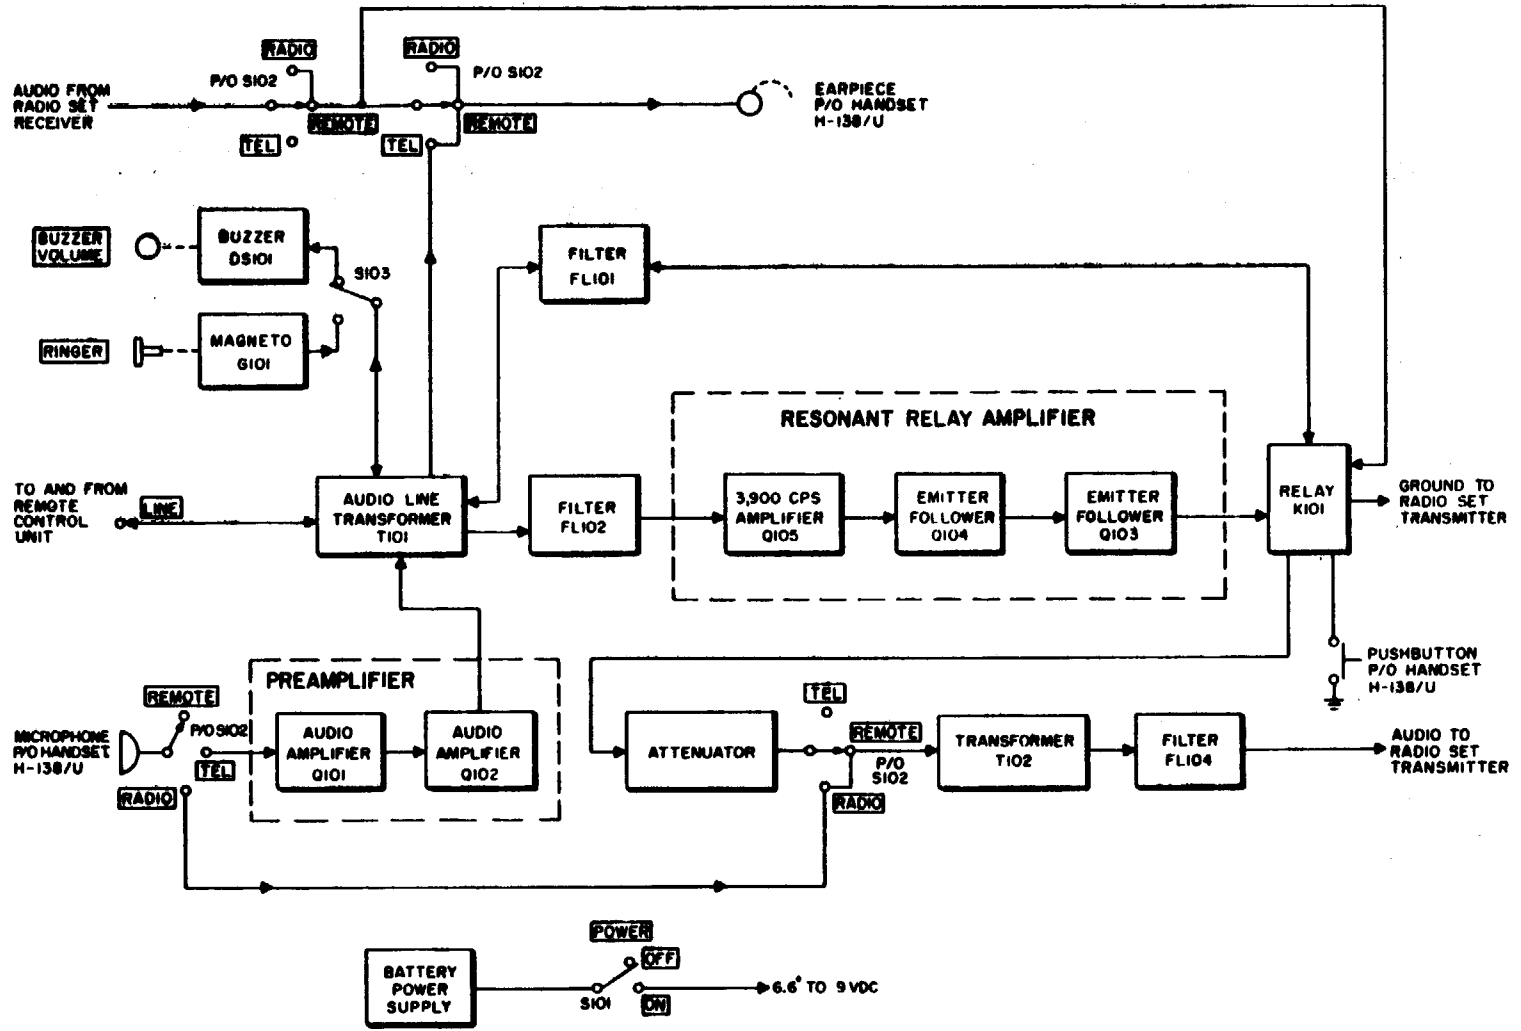 RADIO
P/O S102
RADIO
P/O S102
AUDIO FROM
RADIO SET
RECEIVER
REMOTE
REMOTE
TEL
TEL
EARPIECE
P/O HANDSET
H-138/U
BUZZER
VOLUME
BUZZER
DS101
S103
FILTER
FL101
RINGER
MAGNETO
G101
RESONANT RELAY AMPLIFIER
TO AND FROM
REMOTE
CONTROL
UNIT
LINE
AUDIO LINE
TRANSFORMER
T101
FILTER
FL102
3,900 CPS
AMPLIFIER
Q105
EMITTER
FOLLOWER
Q104
EMITTER
FOLLOWER
Q103
RELAY
K101
GROUND TO
RADIO SET
TRANSMITTER
PUSHBUTTON
P/O HANDSET
H-138/U
PREAMPLIFIER
REMOTE
P/O S102
MICROPHONE
P/O HANDSET
H-138/U
TEL
RADIO
AUDIO
AMPLIFIER
Q101
AUDIO
AMPLIFIER
Q102
ATTENUATOR
TEL
REMOTE
P/O
S102
RADIO
TRANSFORMER
T102
FILTER
FL104
AUDIO TO
RADIO SET
TRANSMITTER
BATTERY
POWER
SUPPLY
POWER
OFF
S101
ON
6.6° TO 9 VDC